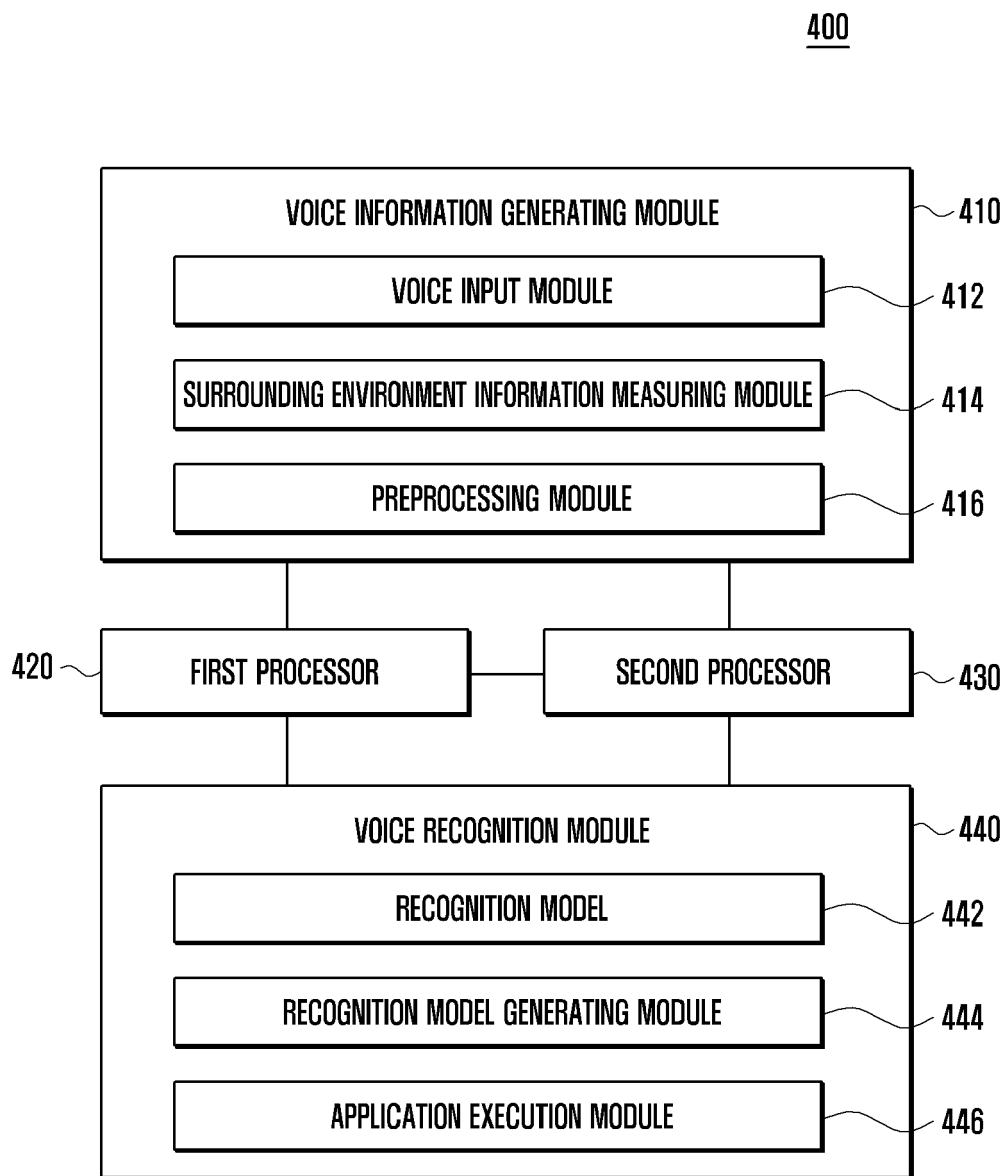 400
VOICE INFORMATION GENERATING MODULE
410
VOICE INPUT MODULE
412
SURROUNDING ENVIRONMENT INFORMATION MEASURING MODULE
414
PREPROCESSING MODULE
416
420
FIRST PROCESSOR
SECOND PROCESSOR
430
VOICE RECOGNITION MODULE
440
RECOGNITION MODEL
442
RECOGNITION MODEL GENERATING MODULE
444
APPLICATION EXECUTION MODULE
446